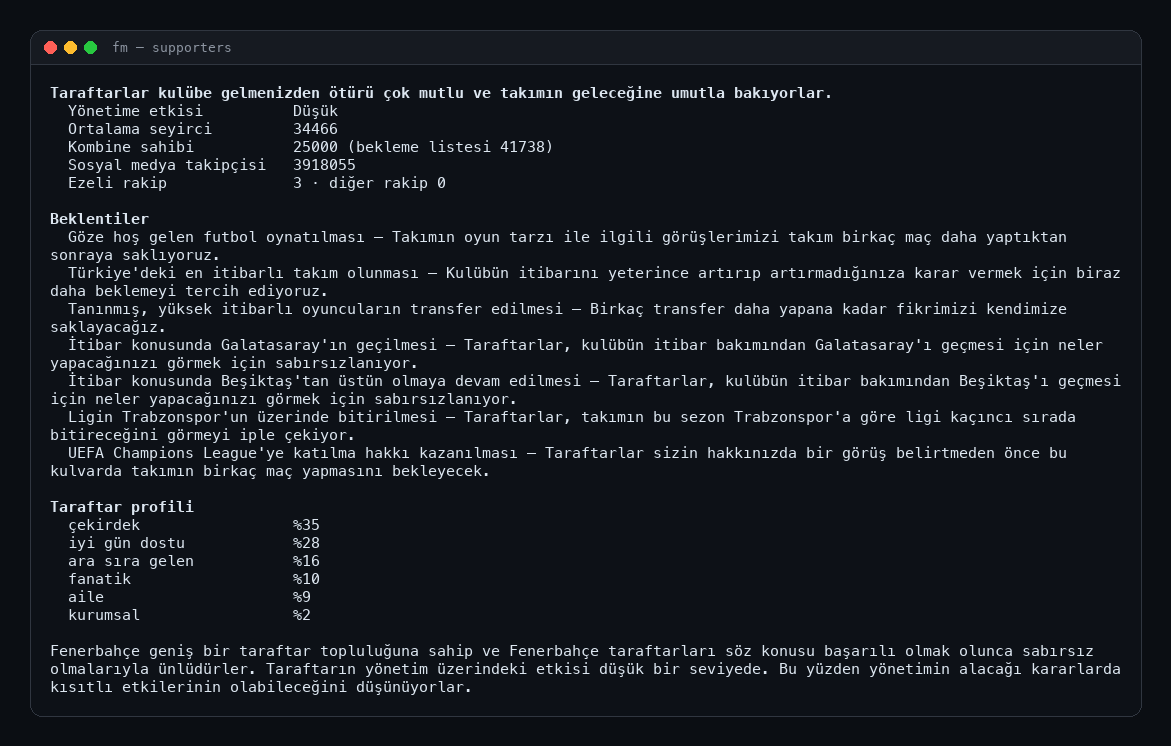 fm — supporters
Taraftarlar kulübe gelmenizden ötürü çok mutlu ve takımın geleceğine umutla bakıyorlar.
Yönetime etkisi Düşük
Ortalama seyirci 34466
Kombine sahibi 25000 (bekleme listesi 41738)
Sosyal medya takipçisi 3918055
Ezeli rakip 3 · diğer rakip 0
Beklentiler
Göze hoş gelen futbol oynatılması — Takımın oyun tarzı ile ilgili görüşlerimizi takım birkaç maç daha yaptıktan
sonraya saklıyoruz.
Türkiye'deki en itibarlı takım olunması — Kulübün itibarını yeterince artırıp artırmadığınıza karar vermek için biraz
daha beklemeyi tercih ediyoruz.
Tanınmış, yüksek itibarlı oyuncuların transfer edilmesi — Birkaç transfer daha yapana kadar fikrimizi kendimize
saklayacağız.
İtibar konusunda Galatasaray'ın geçilmesi — Taraftarlar, kulübün itibar bakımından Galatasaray'ı geçmesi için neler
yapacağınızı görmek için sabırsızlanıyor.
İtibar konusunda Beşiktaş'tan üstün olmaya devam edilmesi — Taraftarlar, kulübün itibar bakımından Beşiktaş'ı geçmesi
için neler yapacağınızı görmek için sabırsızlanıyor.
Ligin Trabzonspor'un üzerinde bitirilmesi — Taraftarlar, takımın bu sezon Trabzonspor'a göre ligi kaçıncı sırada
bitireceğini görmeyi iple çekiyor.
UEFA Champions League'ye katılma hakkı kazanılması — Taraftarlar sizin hakkınızda bir görüş belirtmeden önce bu
kulvarda takımın birkaç maç yapmasını bekleyecek.
Taraftar profili
çekirdek %35
iyi gün dostu %28
ara sıra gelen %16
fanatik %10
aile %9
kurumsal %2
Fenerbahçe geniş bir taraftar topluluğuna sahip ve Fenerbahçe taraftarları söz konusu başarılı olmak olunca sabırsız
olmalarıyla ünlüdürler. Taraftarın yönetim üzerindeki etkisi düşük bir seviyede. Bu yüzden yönetimin alacağı kararlarda
kısıtlı etkilerinin olabileceğini düşünüyorlar.